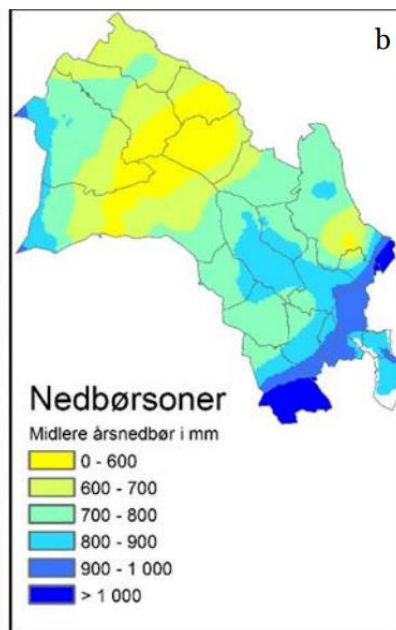 b
Nedbørsoner
Midlere årsnedbør i mm
0 - 600
600 - 700
700 - 800
800 - 900
900 - 1 000
> 1 000